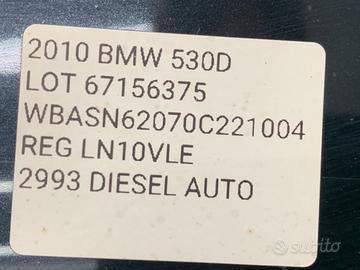 2010 BMW 530D
LOT 67156375
WBASN62070C221004
REG LN10VLE
2993 DIESEL AUTO
subito